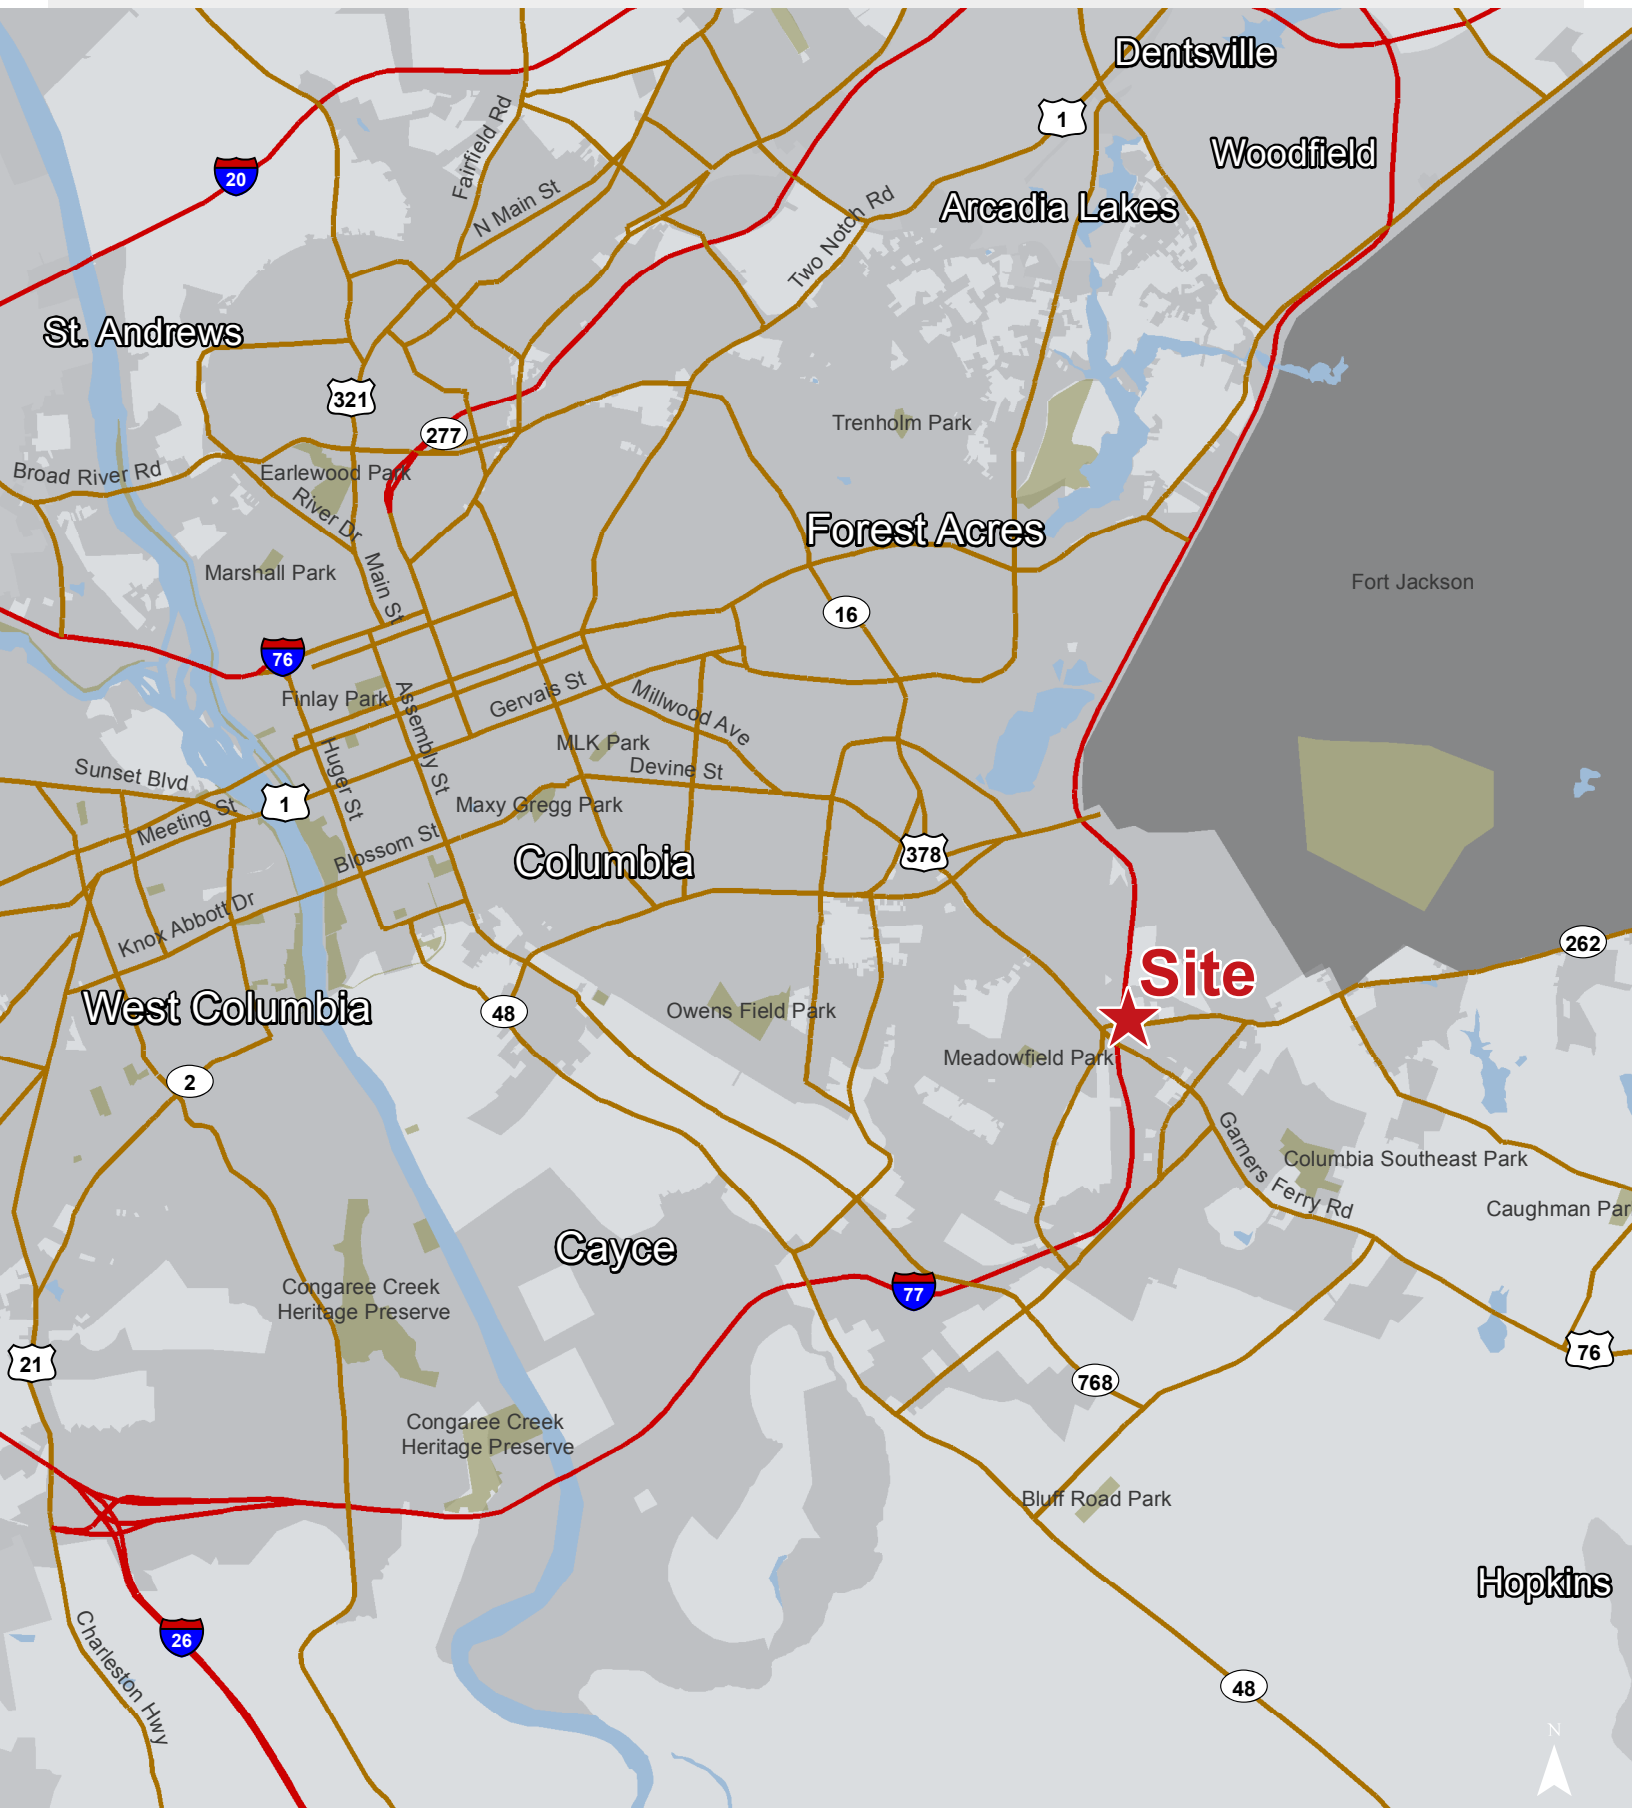 Dentsville
1
Woodfield
Fairfield Rd
20
N Main St
Two Notch Rd
Arcadia Lakes
St. Andrews
321
277
Trenholm Park
Broad River Rd
Earlewood Park
River Dr
Forest Acres
Marshall Park
Main St
Fort Jackson
16
76
Finlay Park
Assembly St
Gervais St
Millwood Ave
MLK Park
Devine St
Huger St
Sunset Blvd
1
Meeting St
Maxy Gregg Park
Blossom St
Columbia
378
Knox Abbott Dr
262
Site
West Columbia
48
Owens Field Park
Meadowfield Park
2
Garners Ferry Rd
Columbia Southeast Park
Caughman Par
Cayce
Congaree Creek
Heritage Preserve
77
21
76
768
Congaree Creek
Heritage Preserve
Bluff Road Park
Hopkins
26
Charleston Hwy
48
N